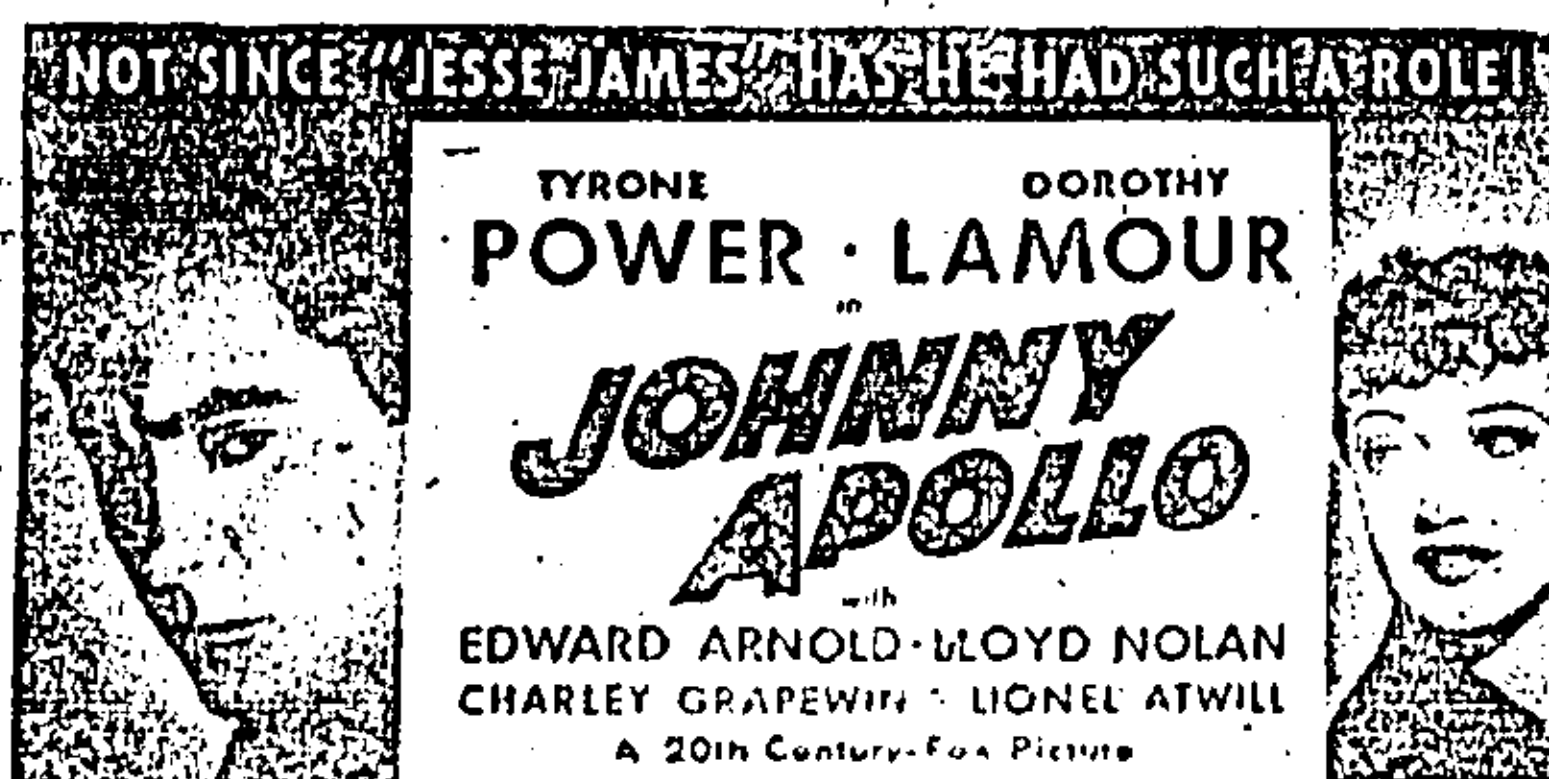 NOT SINCE "JESSE JAMES" HAS HE HAD SUCH A ROLE!
TYRONE DOROTHY
POWER · LAMOUR
in
JOHNNY
APOLLO
with
EDWARD ARNOLD · LLOYD NOLAN
CHARLEY GRAPEWIN · LIONEL ATWILL
A 20th Century-Fox Picture